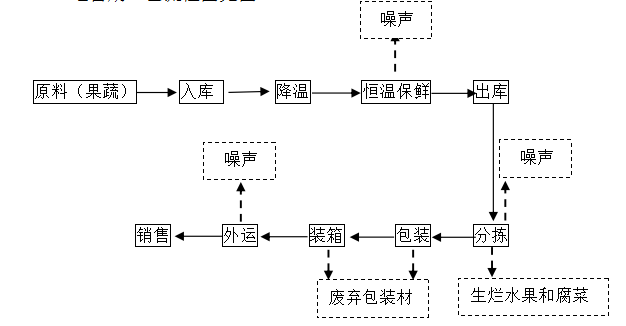 噪声
原料（果蔬） 入库 降温 恒温保鲜 出库
噪声 噪声
销售 外运 装箱 包装 分拣
废弃包装材 生烂水果和腐菜